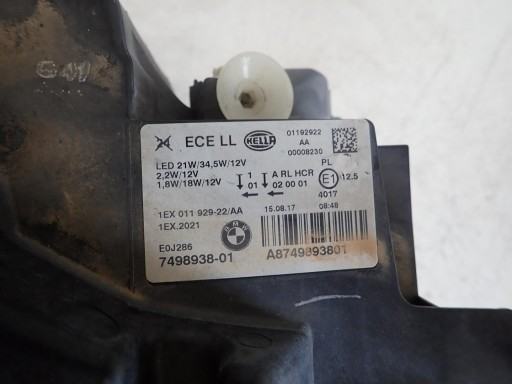 ECE LL HELLA 01192922
AA
00008230
LED 21W/34,5W/12V
2,2W/12V
1,8W/18W/12V
1 A RL HCR PL
01 02 00 01 E1 12.5
4017
1EX 011 929-22/AA 15.08.17 08:48
1EX.2021
BMW
E0J286
7498938-01 A8749893801